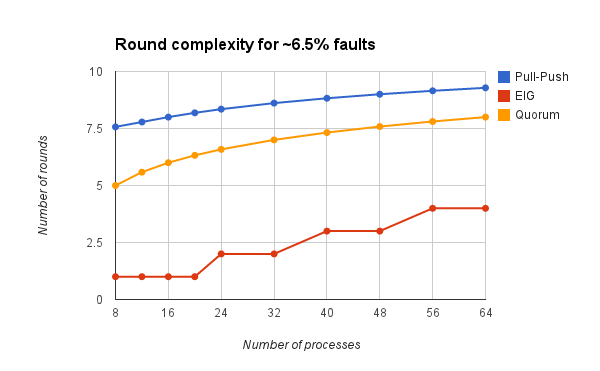 Round complexity for ~6.5% faults
Pull-Push
EIG
Quorum
Number of rounds
10
7.5
5
2.5
0
8 16 24 32 40 48 56 64
Number of processes